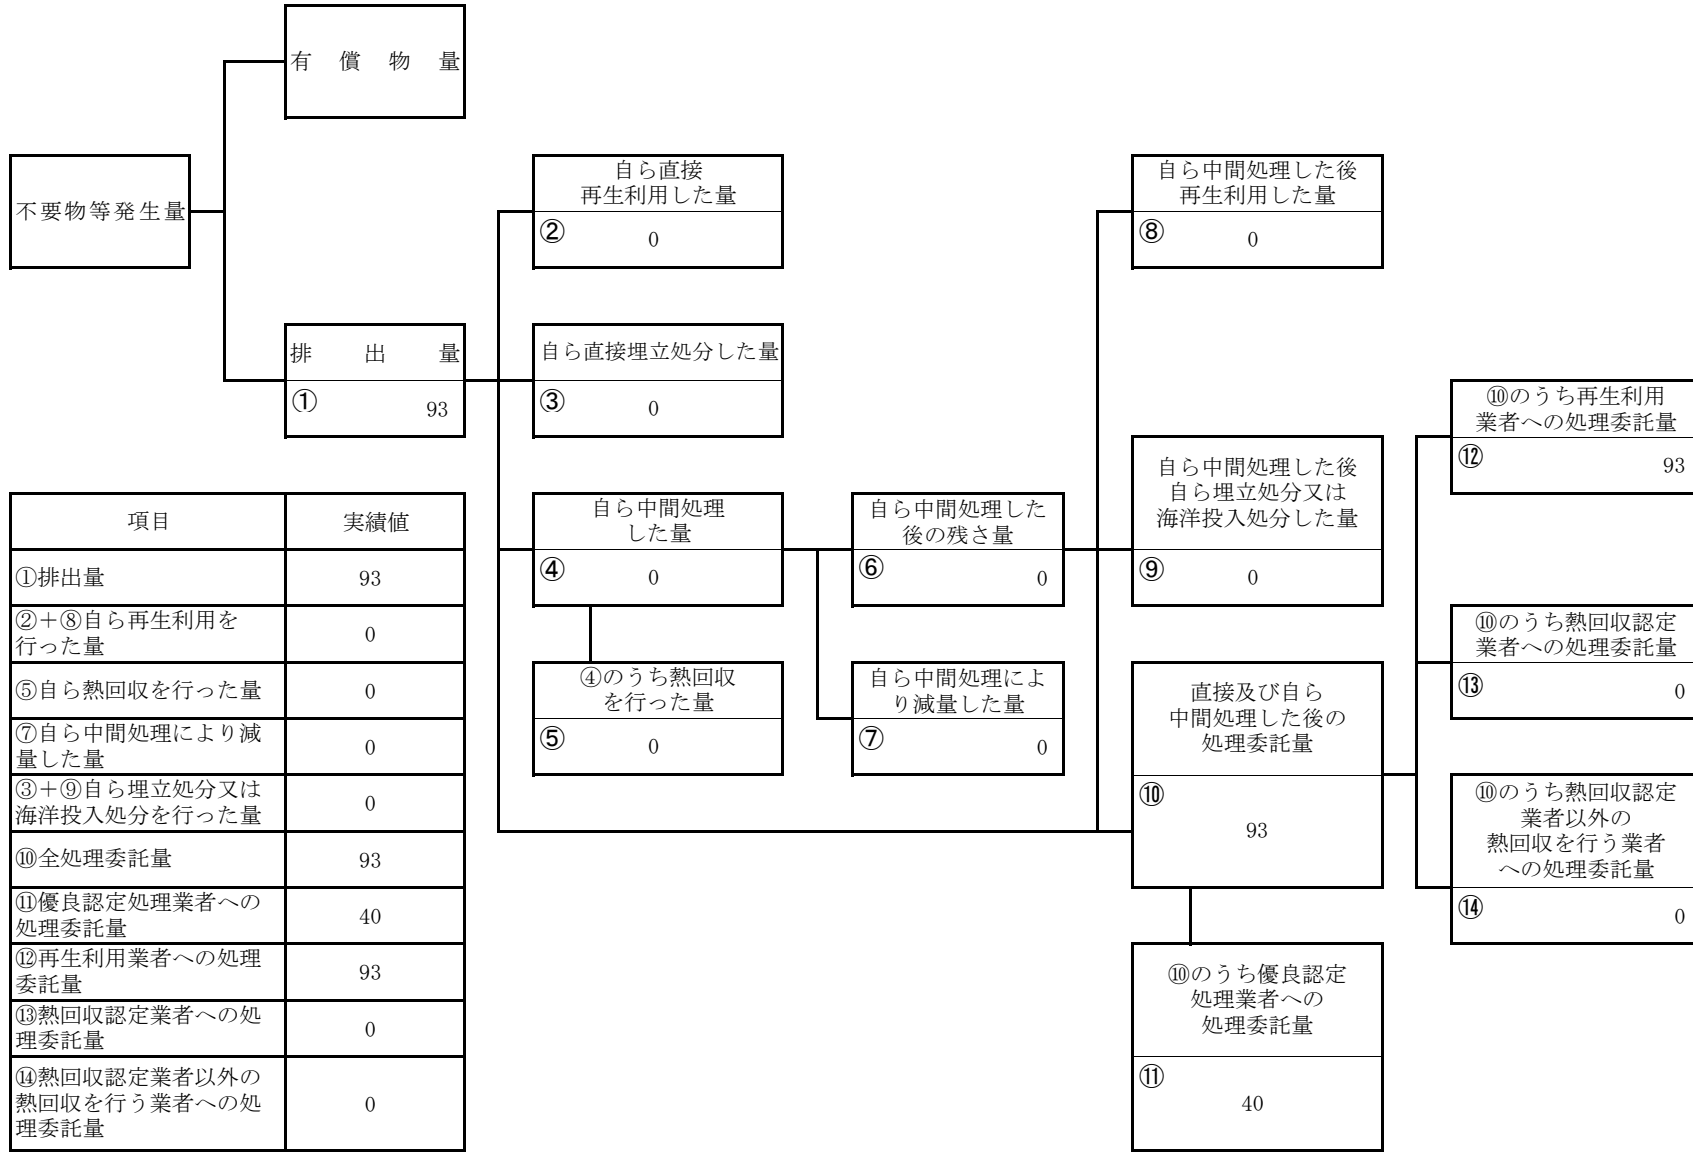 有償物量
不要物等発生量
排出量
①
93
自ら直接
再生利用した量
②
0
自ら直接埋立処分した量
③
0
自ら中間処理
した量
④
0
④のうち熱回収
を行った量
⑤
0
自ら中間処理した
後の残さ量
⑥
0
自ら中間処理によ
り減量した量
⑦
0
自ら中間処理した後
再生利用した量
⑧
0
自ら中間処理した後
自ら埋立処分又は
海洋投入処分した量
⑨
0
直接及び自ら
中間処理した後の
処理委託量
⑩
93
⑩のうち優良認定
処理業者への
処理委託量
⑪
40
⑩のうち再生利用
業者への処理委託量
⑫
93
⑩のうち熱回収認定
業者への処理委託量
⑬
0
⑩のうち熱回収認定
業者以外の
熱回収を行う業者
への処理委託量
⑭
0
項目 実績値
①排出量 93
②＋⑧自ら再生利用を
行った量 0
⑤自ら熱回収を行った量 0
⑦自ら中間処理により減
量した量 0
③＋⑨自ら埋立処分又は
海洋投入処分を行った量 0
⑩全処理委託量 93
⑪優良認定処理業者への
処理委託量 40
⑫再生利用業者への処理
委託量 93
⑬熱回収認定業者への処
理委託量 0
⑭熱回収認定業者以外の
熱回収を行う業者への処
理委託量 0